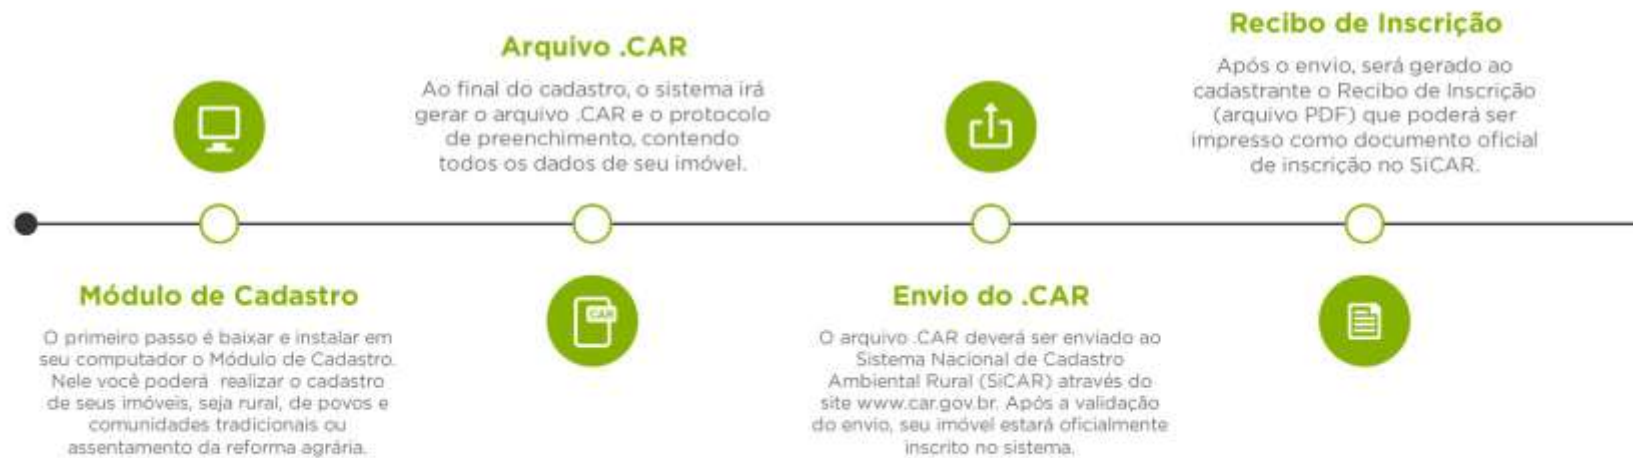 Módulo de Cadastro
O primeiro passo é baixar e instalar em
seu computador o Módulo de Cadastro.
Nele você poderá realizar o cadastro
de seus imóveis, seja rural, de povos e
comunidades tradicionais ou
assentamento da reforma agrária.
Arquivo .CAR
Ao final do cadastro, o sistema irá
gerar o arquivo .CAR e o protocolo
de preenchimento, contendo
todos os dados de seu imóvel.
CAR
Envio do .CAR
O arquivo .CAR deverá ser enviado ao
Sistema Nacional de Cadastro
Ambiental Rural (SiCAR) através do
site www.car.gov.br. Após a validação
do envio, seu imóvel estará oficialmente
inscrito no sistema.
Recibo de Inscrição
Após o envio, será gerado ao
cadastrante o Recibo de Inscrição
(arquivo PDF) que poderá ser
impresso como documento oficial
de inscrição no SiCAR.